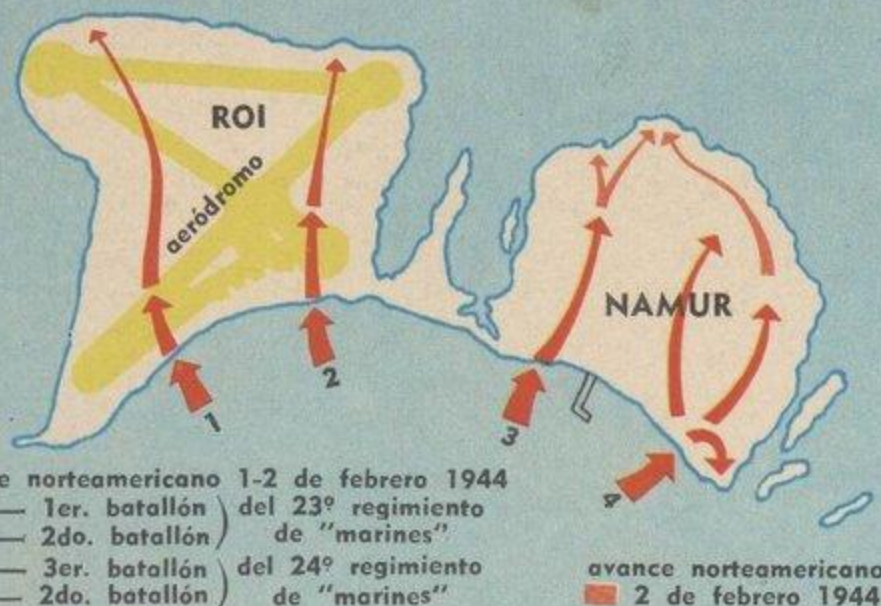 ROI
aeródromo
NAMUR
1
2
3
4
e norteamericano 1-2 de febrero 1944
— 1er. batallón ) del 23º regimiento
— 2do. batallón ) de "marines"
— 3er. batallón ) del 24º regimiento
— 2do. batallón ) de "marines"
avance norteamericano
2 de febrero 1944